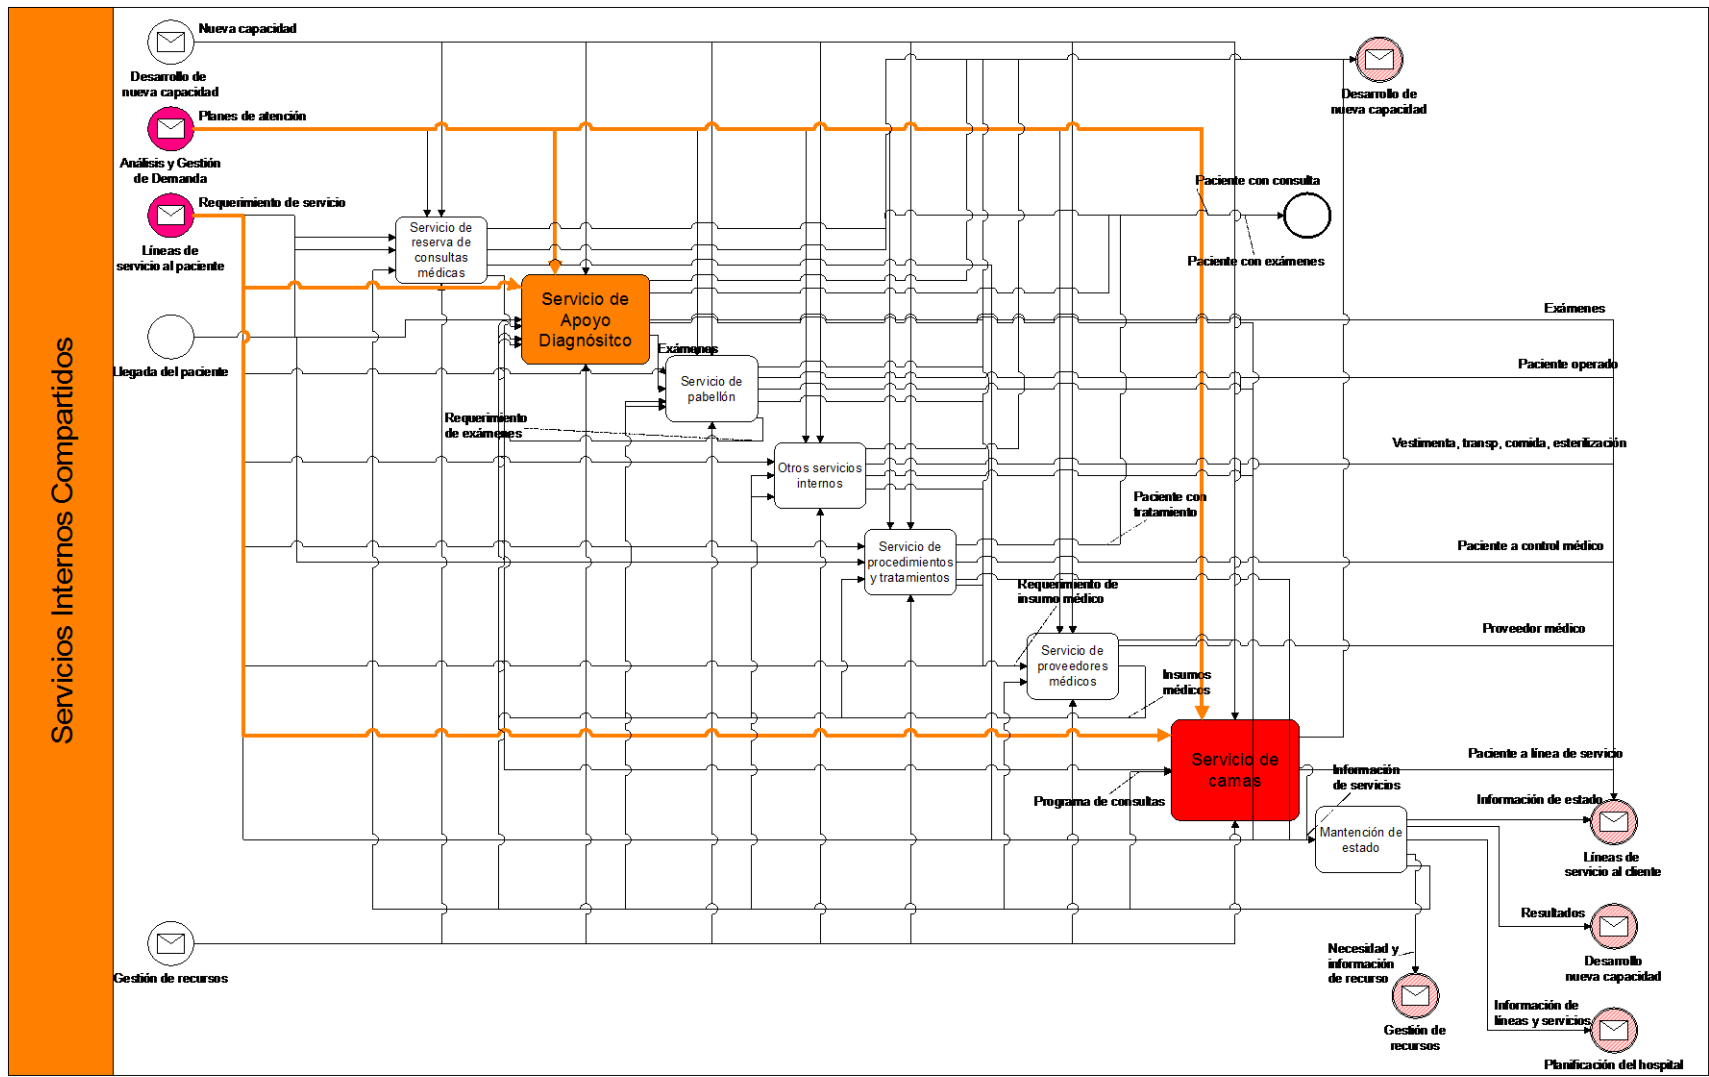 Servicios Internos Compartidos
Nueva capacidad
Desarrollo de
nueva capacidad
Planes de atención
Análisis y Gestión
de Demanda
Requerimiento de servicio
Líneas de
servicio al paciente
Llegada del paciente
Servicio de
reserva de
consultas
médicas
Servicio de
Apoyo
Diagnósitco
Exámenes
Servicio de
pabellón
Requerimiento
de exámenes
Otros servicios
internos
Servicio de
procedimientos
y tratamientos
Paciente con
tratamiento
Requerimiento de
insumo médico
Servicio de
proveedores
médicos
Insumos
médicos
Servicio de
camas
Programa de consultas
Información
de servicios
Mantención de
estado
Desarrollo de
nueva capacidad
Paciente con consulta
Paciente con exámenes
Exámenes
Paciente operado
Vestimenta, transp, comida, esterilización
Paciente a control médico
Proveedor médico
Paciente a línea de servicio
Información de estado
Líneas de
servicio al cliente
Resultados
Desarrollo
nueva capacidad
Necesidad y
información
de recurso
Gestión de
recursos
Información de
líneas y servicios
Planificación del hospital
Gestión de recursos